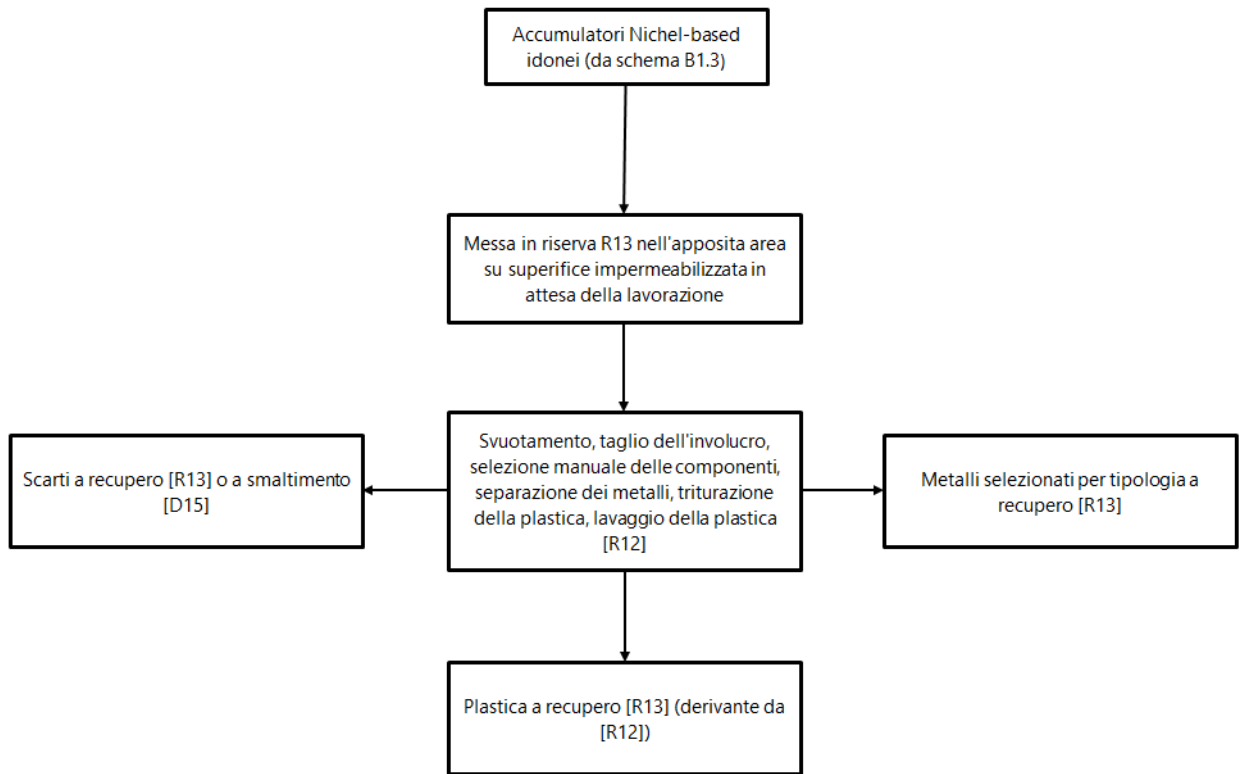 Accumulatori Nichel-based
idonei (da schema B1.3)
Messa in riserva R13 nell'apposita area
su superifice impermeabilizzata in
attesa della lavorazione
Svuotamento, taglio dell'involucro,
selezione manuale delle componenti,
separazione dei metalli, triturazione
della plastica, lavaggio della plastica
[R12]
Scarti a recupero [R13] o a smaltimento
[D15]
Metalli selezionati per tipologia a
recupero [R13]
Plastica a recupero [R13] (derivante da
[R12])